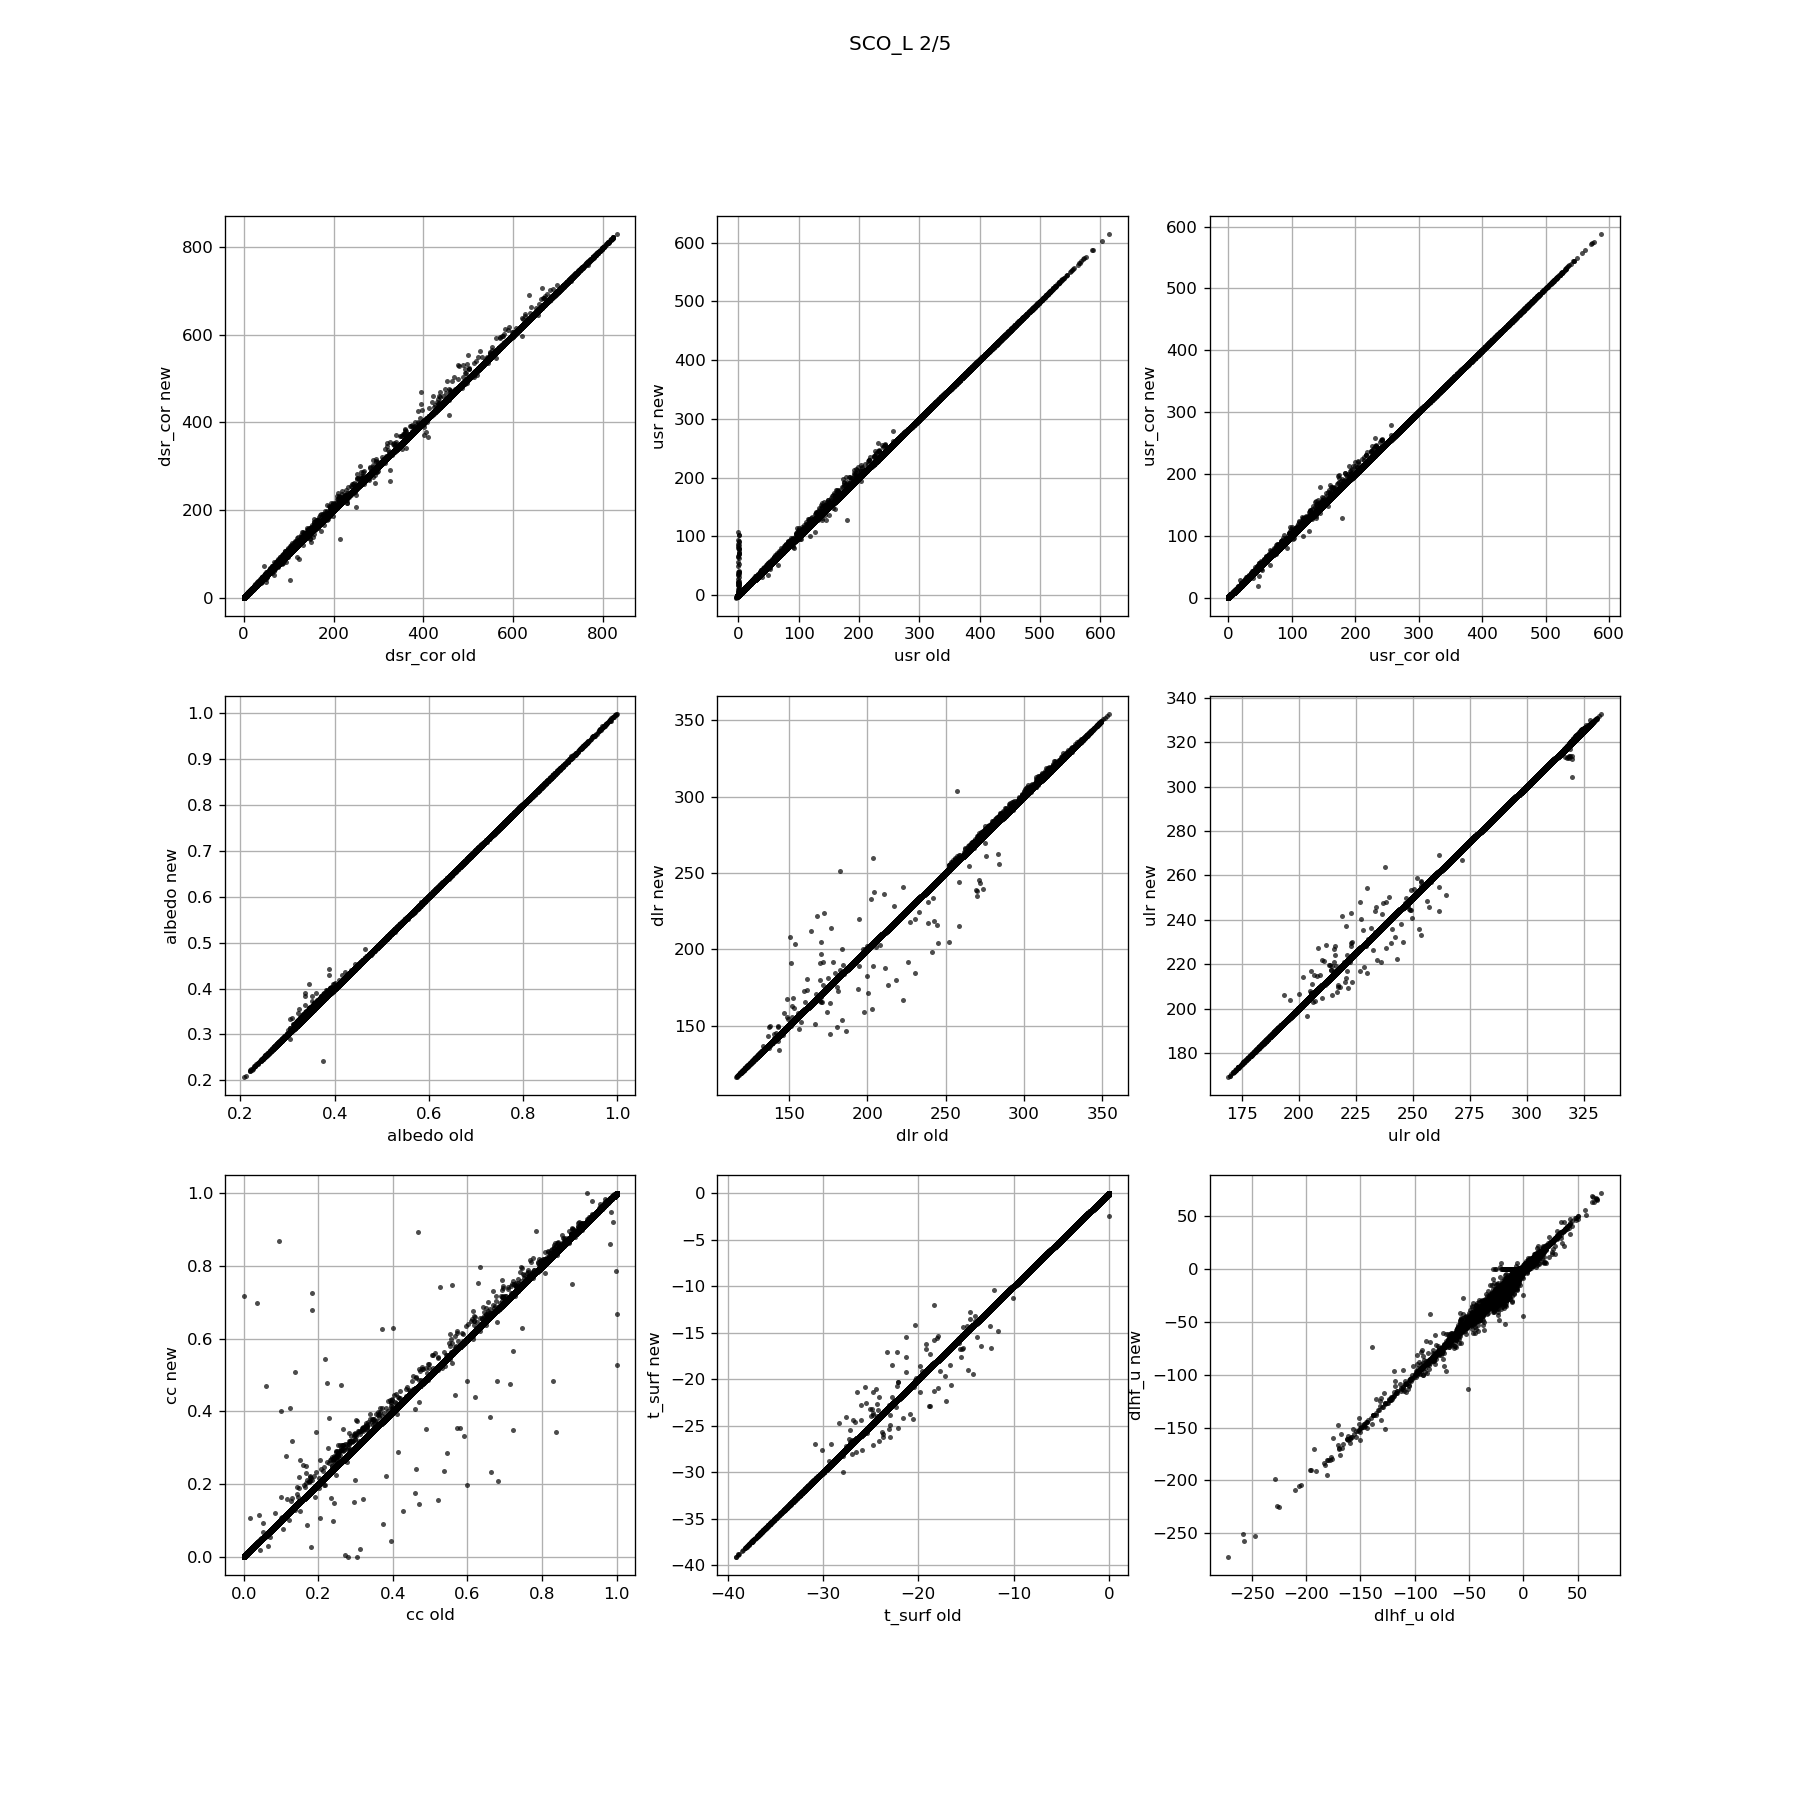 SCO_L 2/5
800
600
400
200
0
dsr_cor new
0 200 400 600 800
dsr_cor old
600
500
400
300
200
100
0
usr new
0 100 200 300 400 500 600
usr old
600
500
400
300
200
100
0
usr_cor new
0 100 200 300 400 500 600
usr_cor old
1.0
0.9
0.8
0.7
0.6
0.5
0.4
0.3
0.2
albedo new
0.2 0.4 0.6 0.8 1.0
albedo old
350
300
250
200
150
dlr new
150 200 250 300 350
dlr old
340
320
300
280
260
240
220
200
180
ulr new
175 200 225 250 275 300 325
ulr old
1.0
0.8
0.6
0.4
0.2
0.0
cc new
0.0 0.2 0.4 0.6 0.8 1.0
cc old
0
−5
−10
−15
−20
−25
−30
−35
−40
t_surf new
−40 −30 −20 −10 0
t_surf old
50
0
−50
−100
−150
−200
−250
dlhf_u new
−250 −200 −150 −100 −50 0 50
dlhf_u old